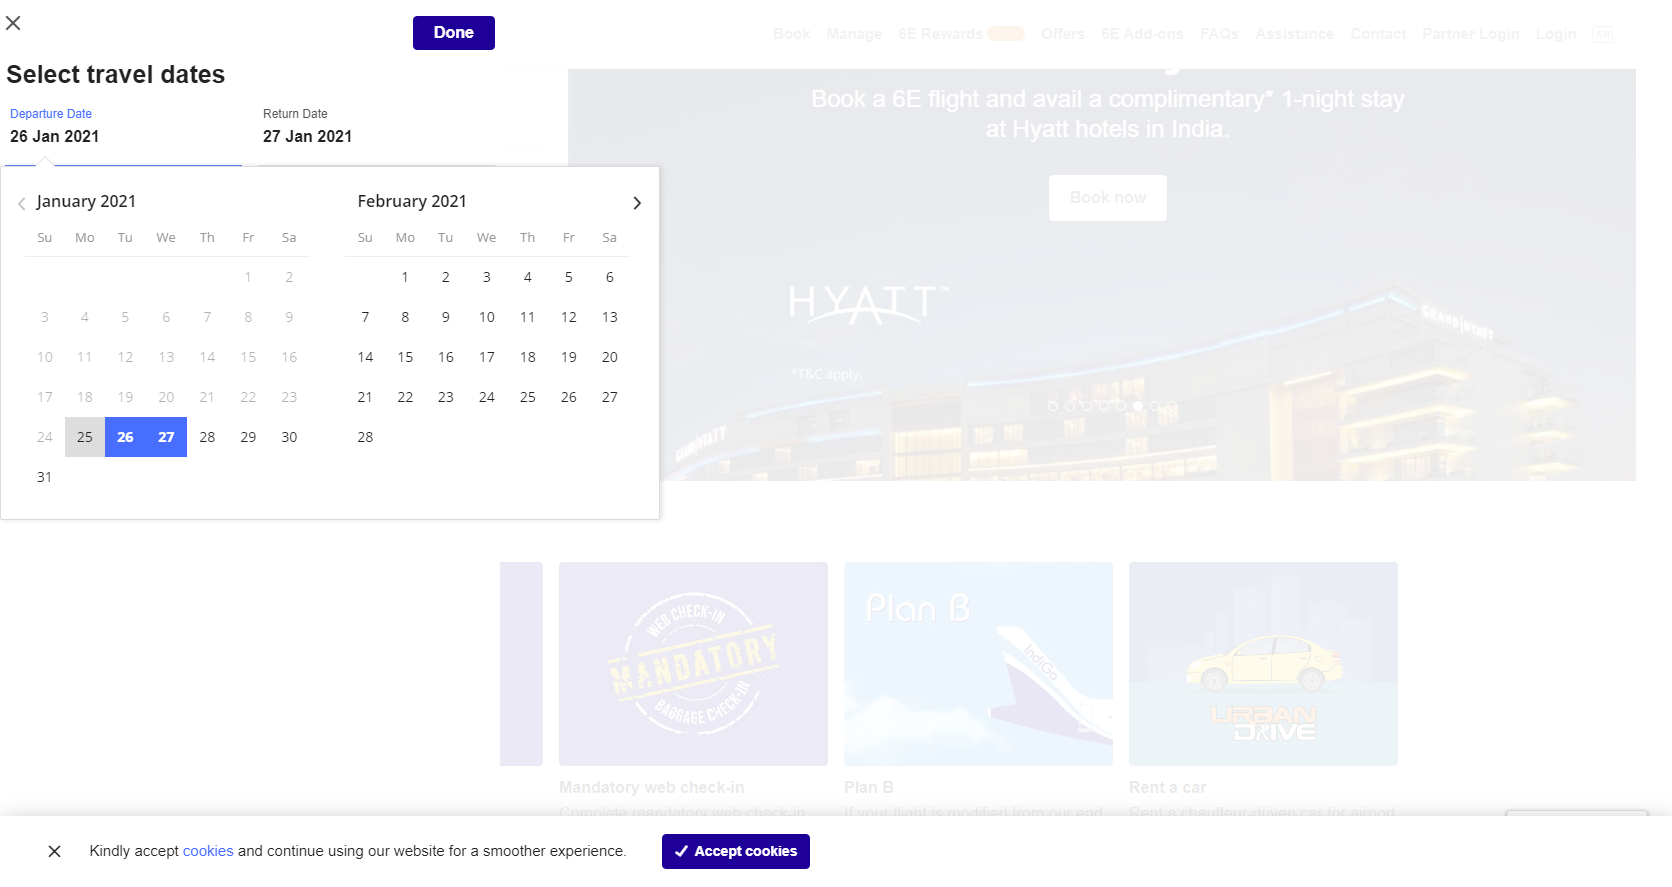 Done
Book Manage 6E Rewards Offers 6E Add-ons FAQs Assistance Contact Partner Login Login
Select travel dates
Departure Date
26 Jan 2021
Return Date
27 Jan 2021
Book a 6E flight and avail a complimentary* 1-night stay
at Hyatt hotels in India.
Book now
HYATT™
GRAND HYATT
GRAND HYATT
*T&C apply.
January 2021
Su Mo Tu We Th Fr Sa
1 2
3 4 5 6 7 8 9
10 11 12 13 14 15 16
17 18 19 20 21 22 23
24 25 26 27 28 29 30
31
February 2021
Su Mo Tu We Th Fr Sa
1 2 3 4 5 6
7 8 9 10 11 12 13
14 15 16 17 18 19 20
21 22 23 24 25 26 27
28
WEB CHECK-IN
MANDATORY
BAGGAGE CHECK-IN
Plan B
IndiGo
URBAN
DRIVE
Mandatory web check-in
Complete mandatory web check-in
Plan B
If your flight is modified from our end
Rent a car
Rent a chauffeur-driven car for airport
Kindly accept cookies and continue using our website for a smoother experience.
Accept cookies